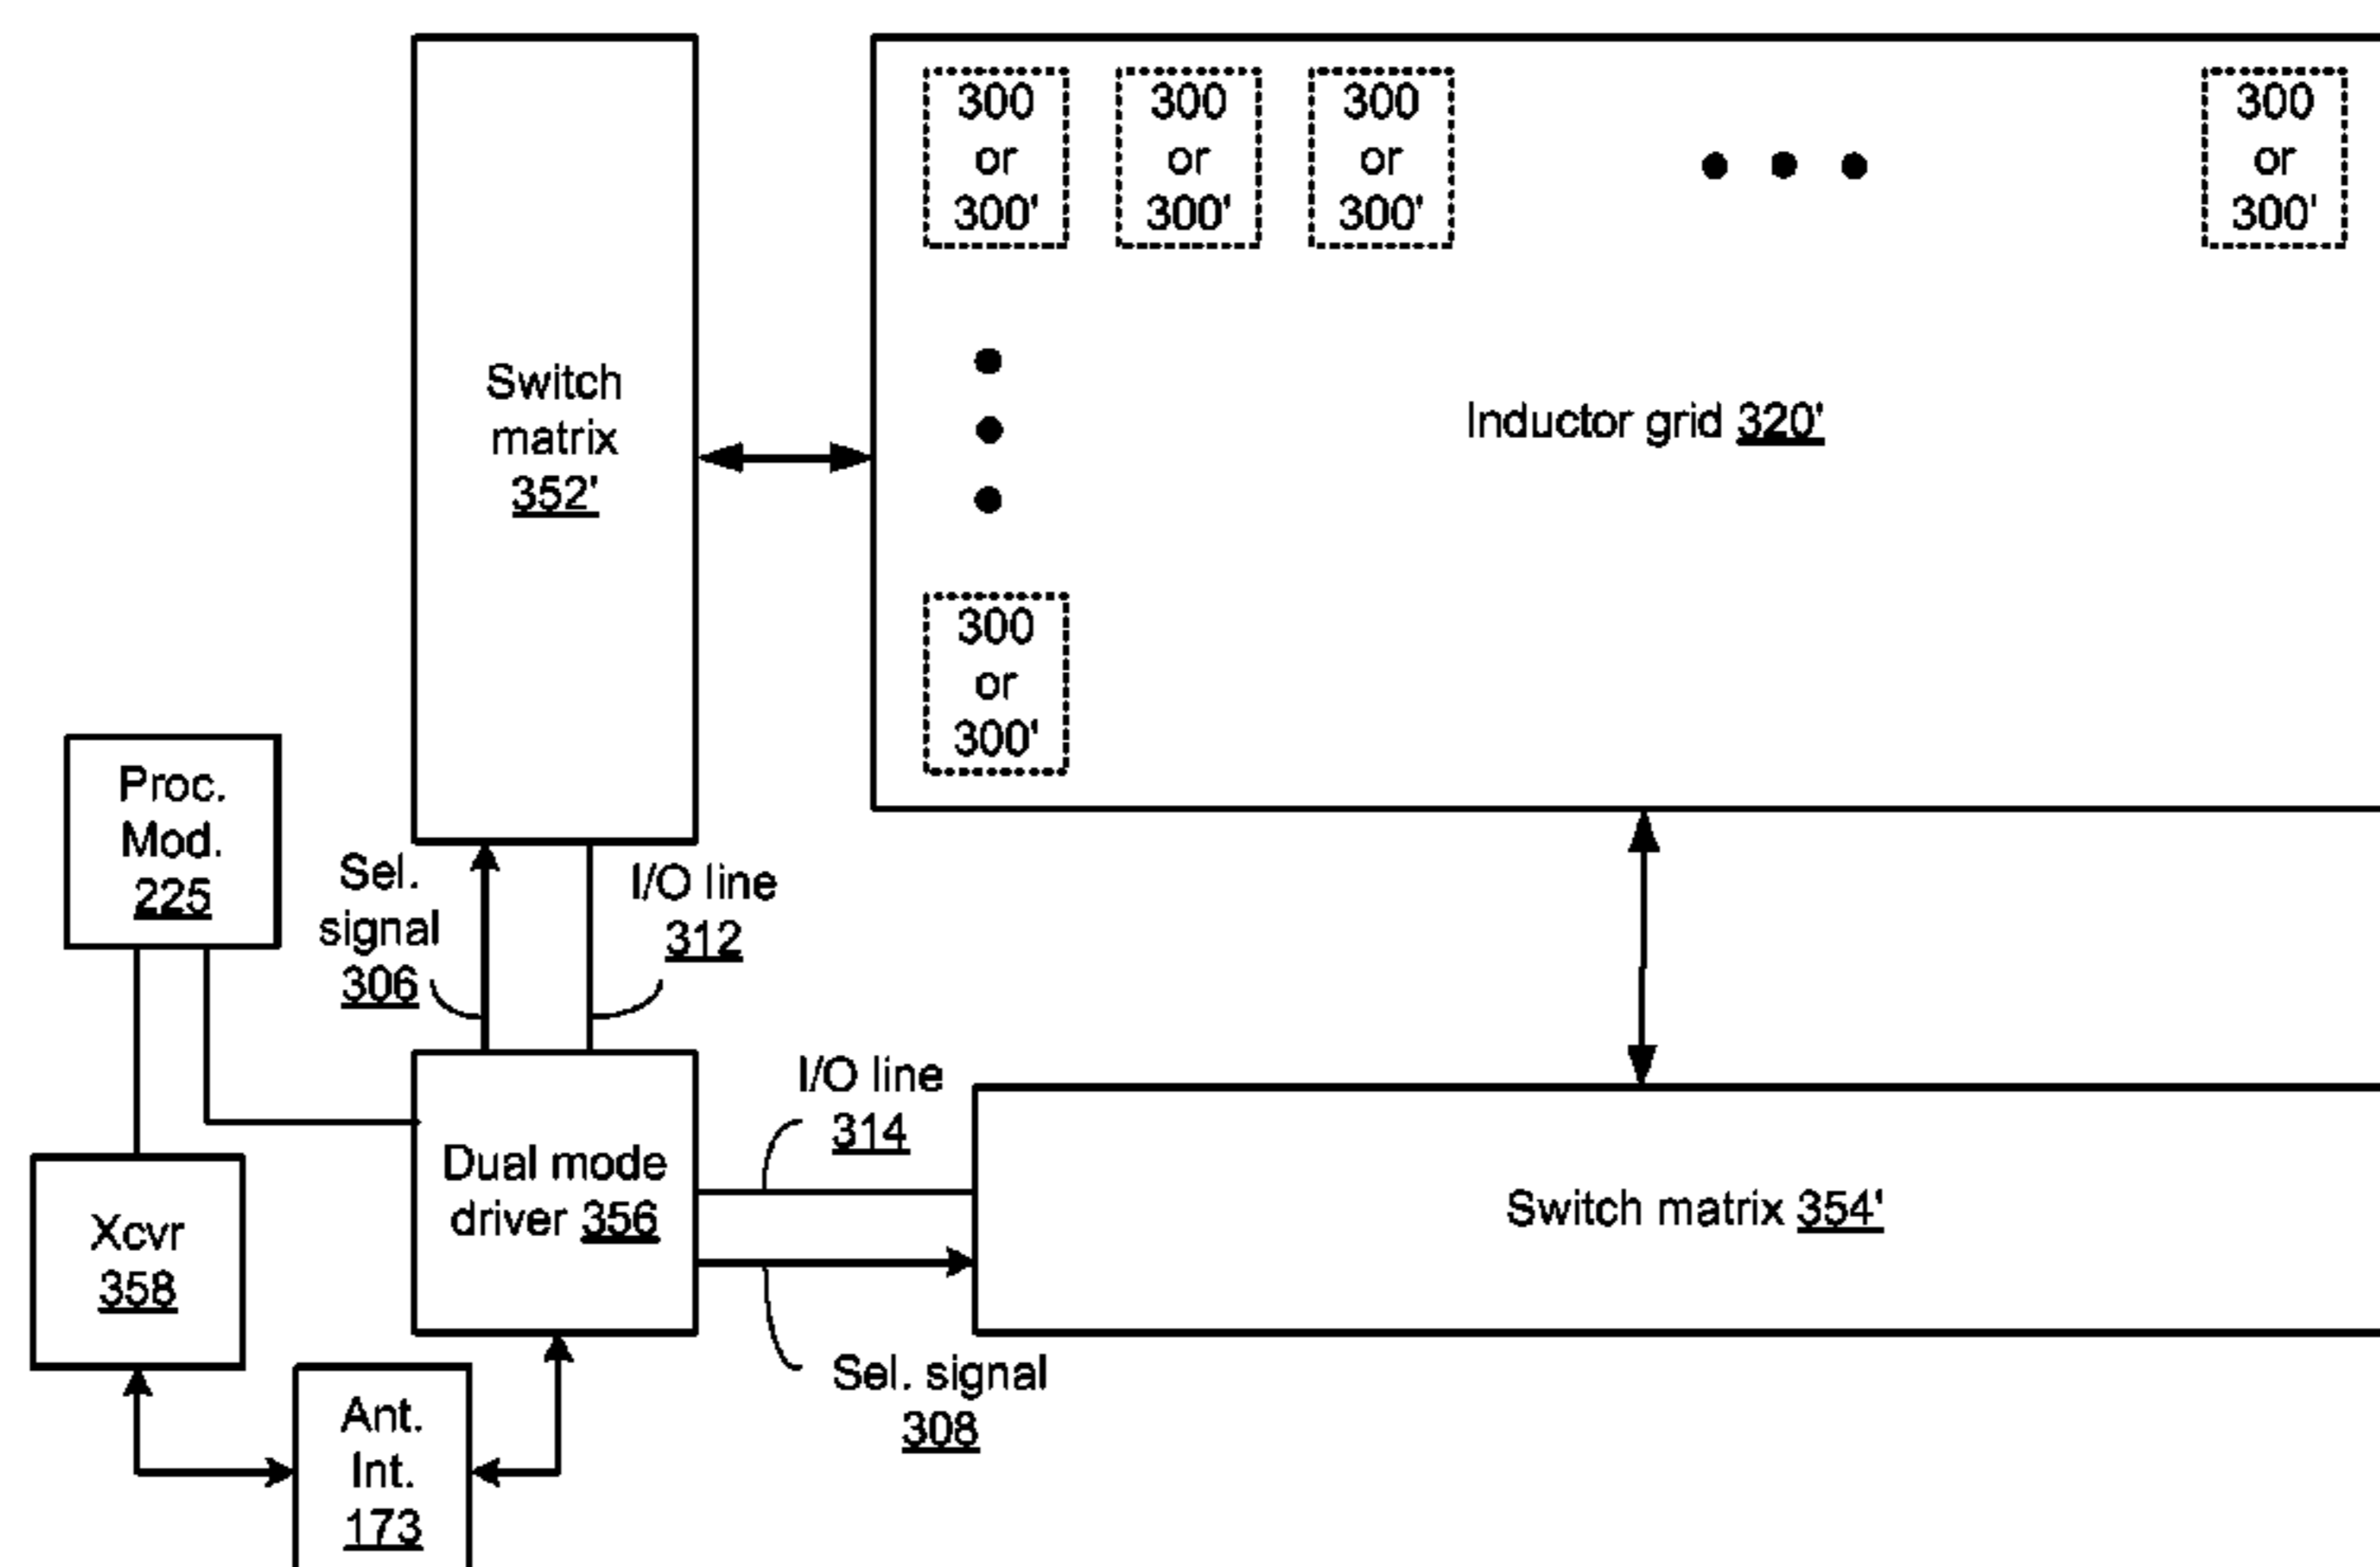 300
or
300'
300
or
300'
300
or
300'
300
or
300'
Switch
matrix
352'
Inductor grid 320'
300
or
300'
Proc.
Mod.
225
Sel.
signal
306
I/O line
312
I/O line
314
Dual mode
driver 356
Switch matrix 354'
Xcvr
358
Sel. signal
308
Ant.
Int.
173